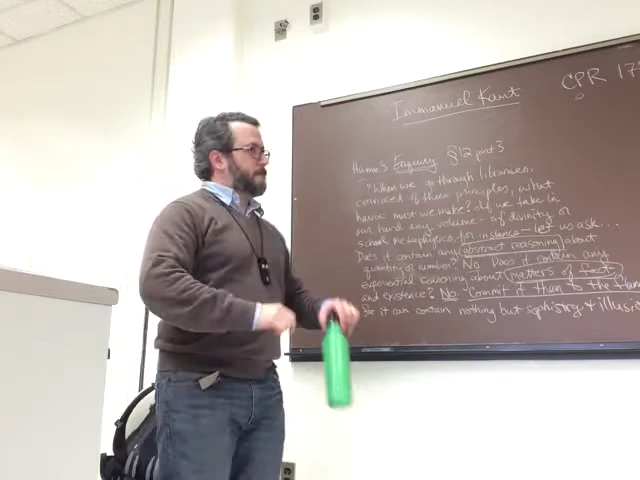 Immanuel Kant
CPR 17
Hume's Enquiry §12 part 3
"When we go through libraries,
convinced of these principles, what
havoc must we make? If we take in
our hand any volume - of divinity or
school metaphysics, for instance - let us ask...
Does it contain any abstract reasoning about
quantity or number? No. Does it contain any
experimental reasoning about matters of fact
and existence? No. Commit it then to the flame
for it can contain nothing but sophistry + illusio